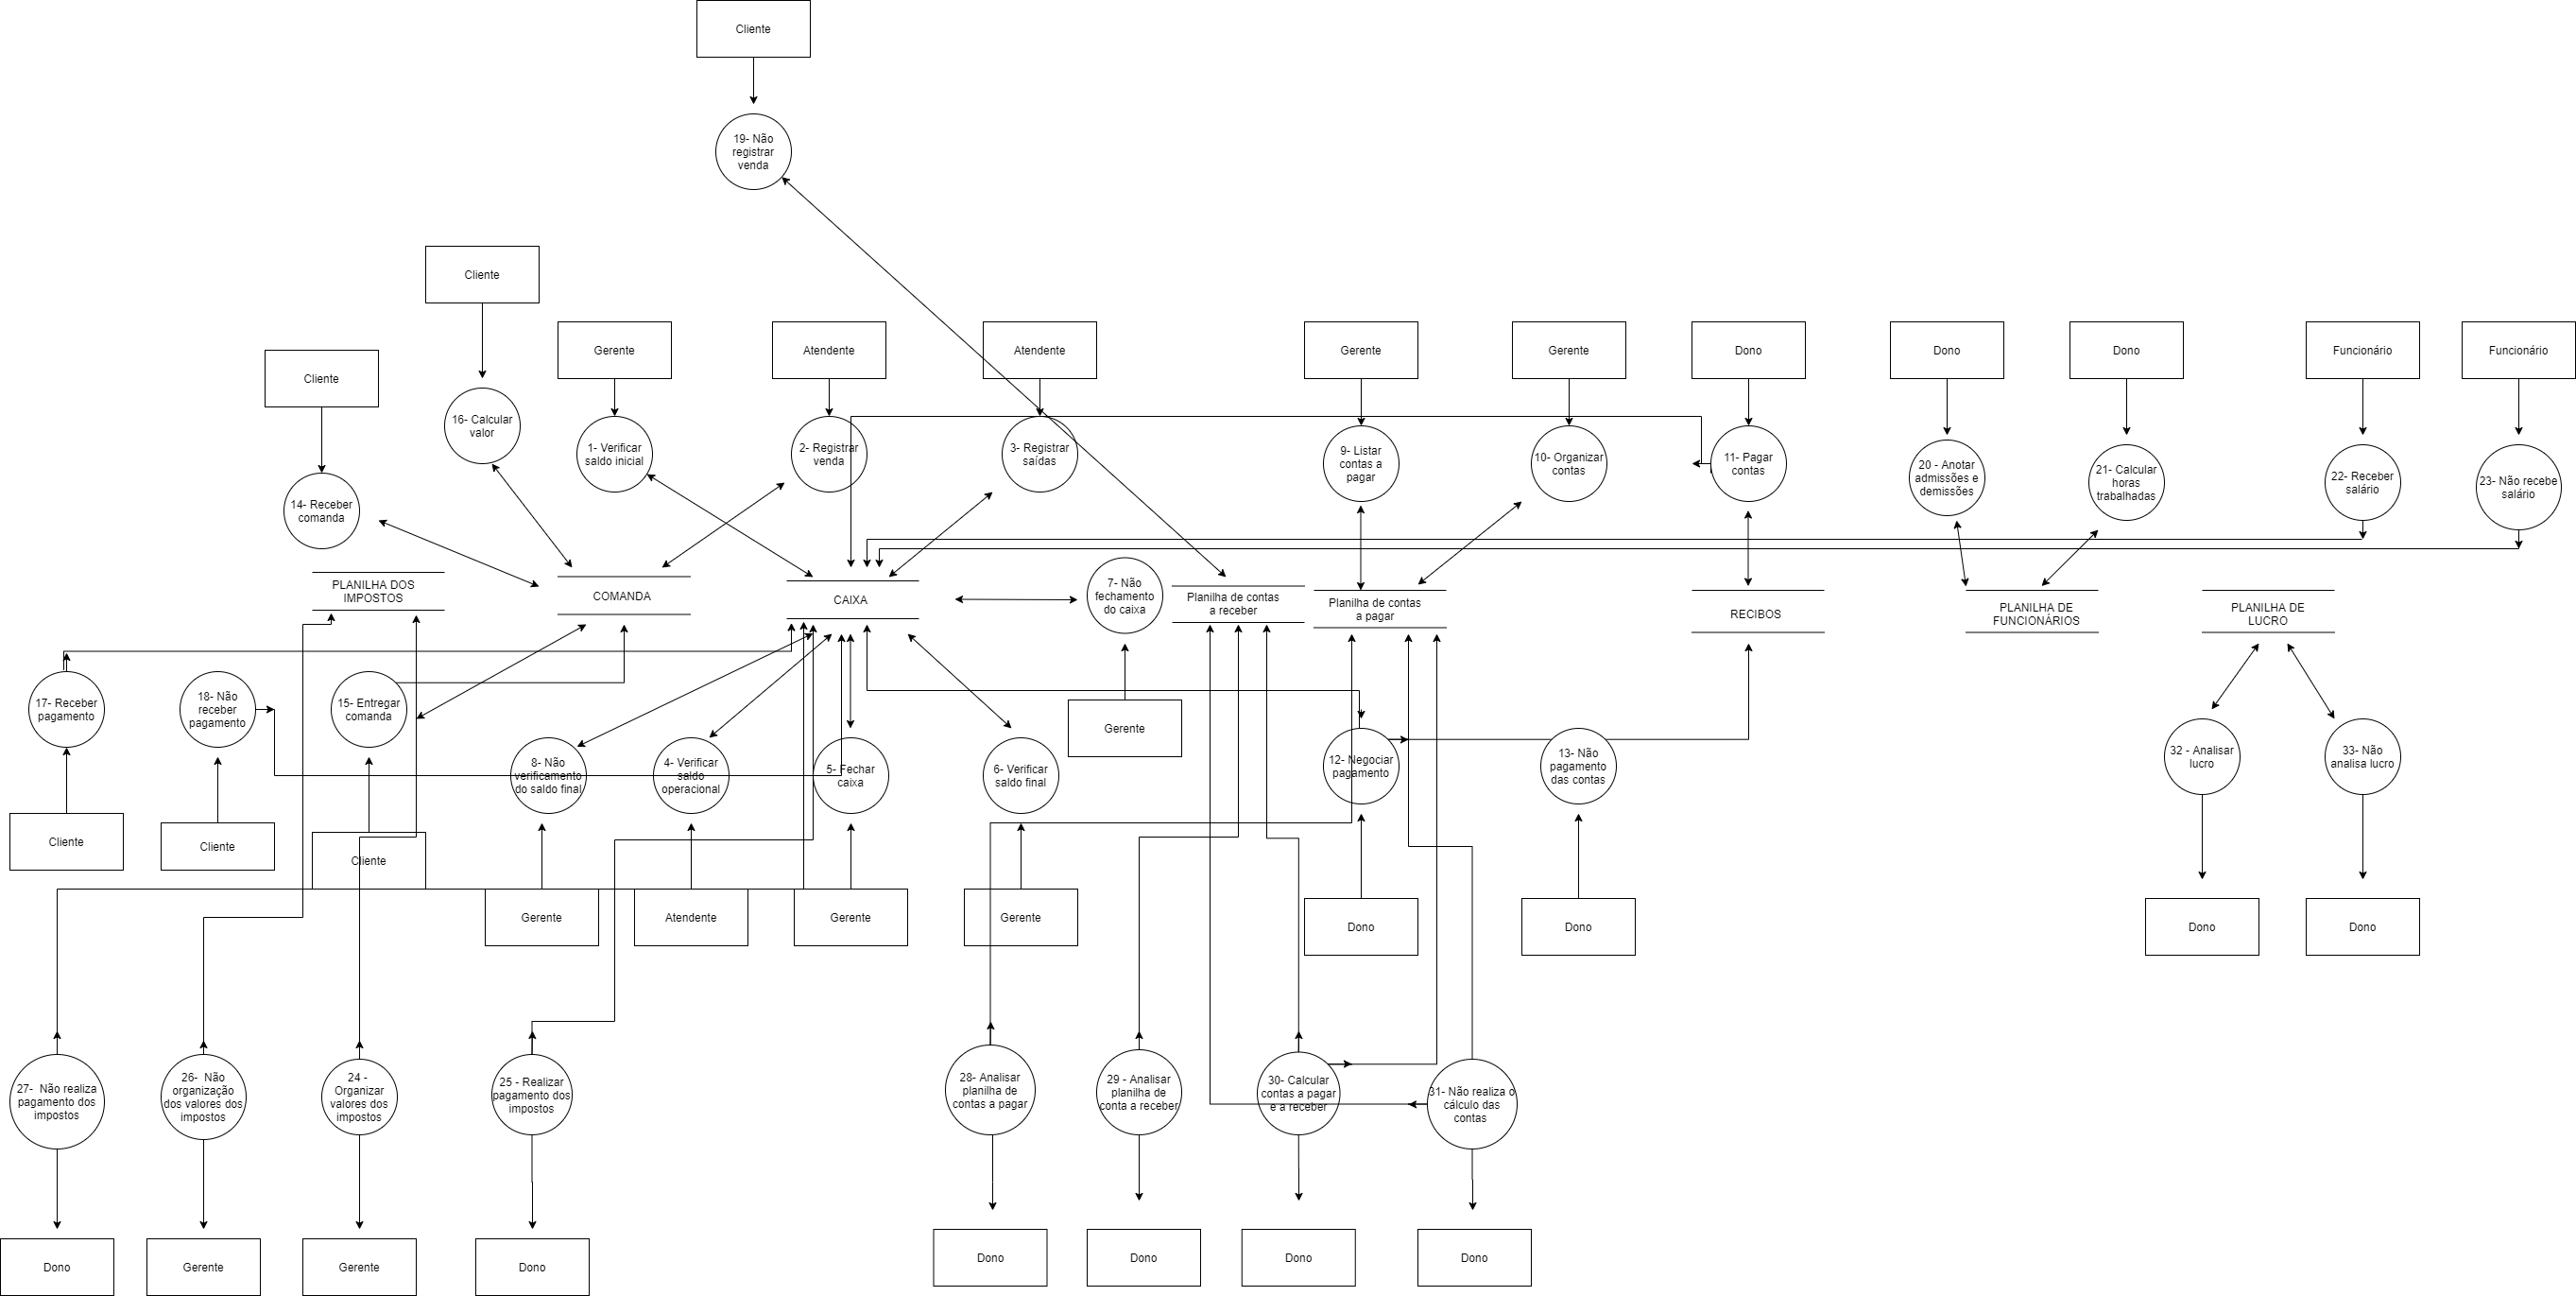 Cliente
19- Não
registrar
venda
Cliente
Gerente
Atendente
Atendente
Gerente
Gerente
Dono
Dono
Dono
Funcionário
Funcionário
Cliente
16- Calcular
valor
1- Verificar
saldo inicial
2- Registrar
venda
3- Registrar
saídas
9- Listar
contas a
pagar
10- Organizar
contas
11- Pagar
contas
20 - Anotar
admissões e
demissões
21- Calcular
horas
trabalhadas
22- Receber
salário
23- Não recebe
salário
14- Receber
comanda
PLANILHA DOS
IMPOSTOS
COMANDA
CAIXA
7- Não
fechamento
do caixa
Planilha de contas
a receber
Planilha de contas
a pagar
RECIBOS
PLANILHA DE
FUNCIONÁRIOS
PLANILHA DE
LUCRO
17- Receber
pagamento
18- Não
receber
pagamento
15- Entregar
comanda
Gerente
8- Não
verificamento
do saldo final
4- Verificar
saldo
operacional
5- Fechar
caixa
6- Verificar
saldo final
12- Negociar
pagamento
13- Não
pagamento
das contas
32 - Analisar
lucro
33- Não
analisa lucro
Cliente
Cliente
Cliente
Gerente
Atendente
Gerente
Gerente
Dono
Dono
Dono
Dono
27-  Não realiza
pagamento dos
impostos
26-  Não
organização
dos valores dos
impostos
24 -
Organizar
valores dos
impostos
25 - Realizar
pagamento dos
impostos
28- Analisar
planilha de
contas a pagar
29 - Analisar
planilha de
conta a receber
30- Calcular
contas a pagar
e a receber
31- Não realiza o
cálculo das
contas
Dono
Gerente
Gerente
Dono
Dono
Dono
Dono
Dono